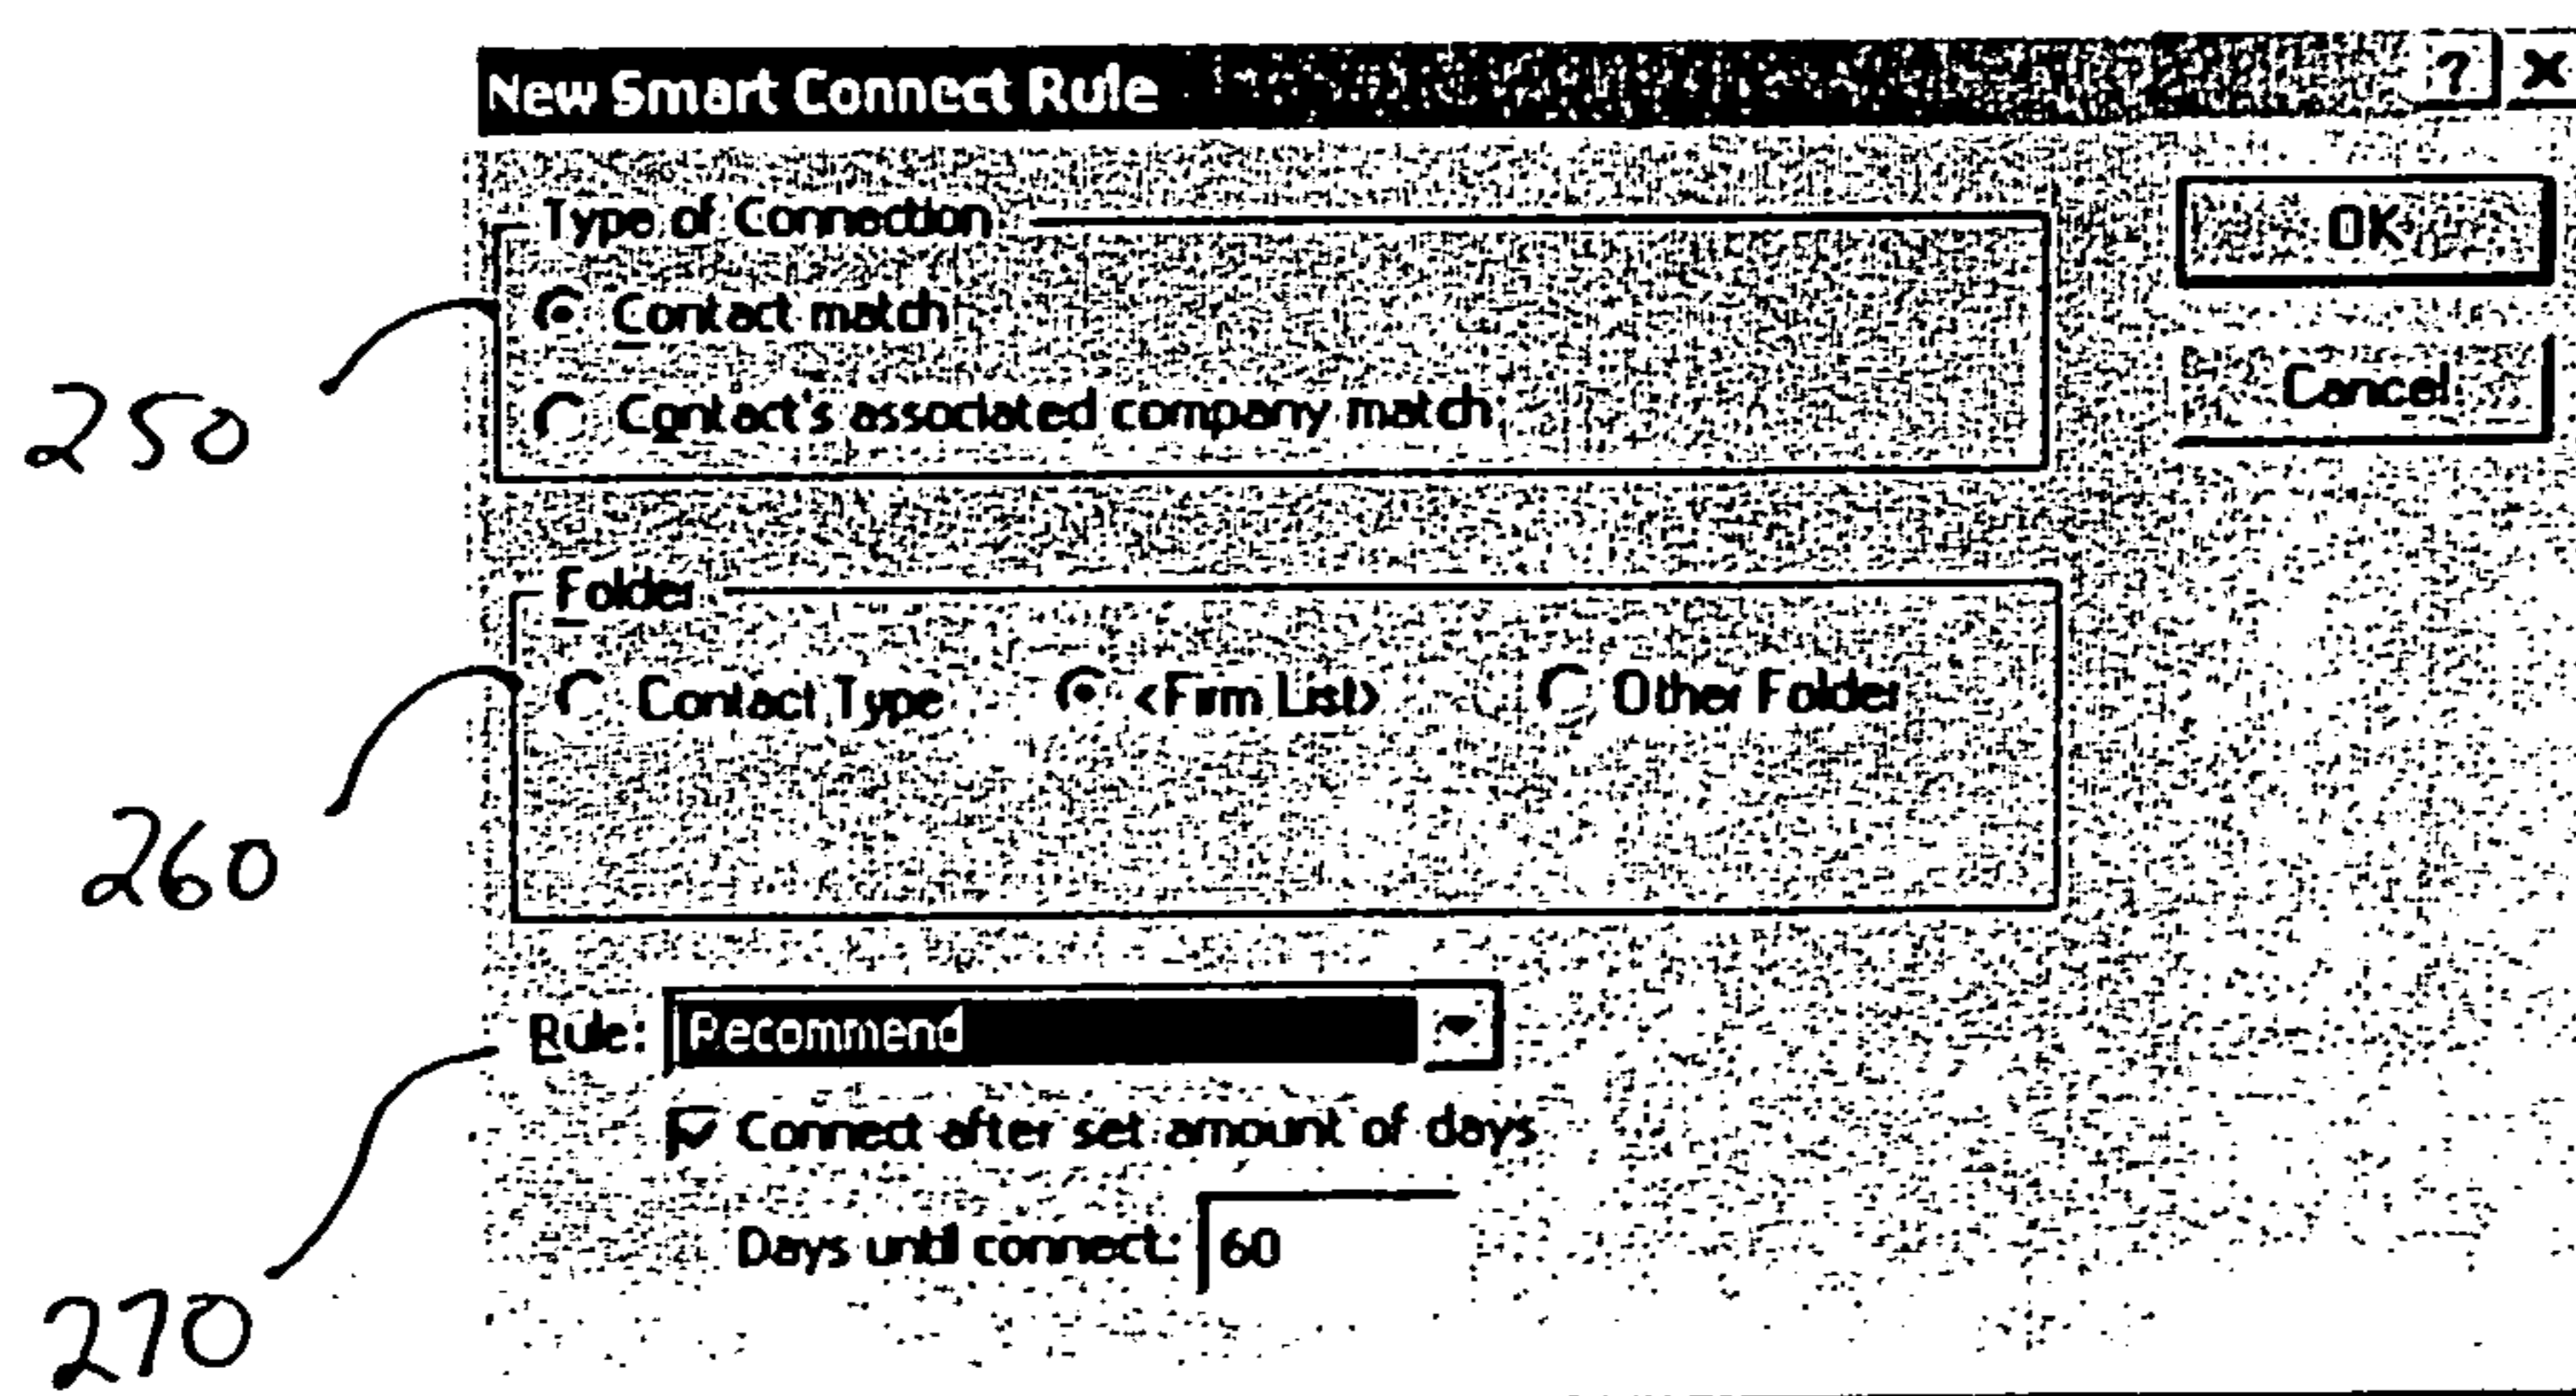 New Smart Connect Rule ? X
Type of Connection
OK
250
Contact match
Contact's associated company match
Cancel
Folder
260
Contact Type <Firm List> Other Folder
Rule: Recommend
270
Connect after set amount of days
Days until connect: 60